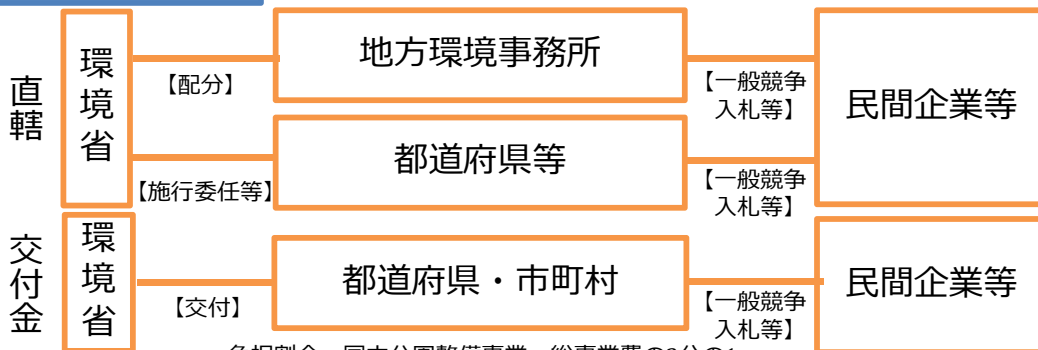 直轄
環境省
【配分】
地方環境事務所
【一般競争
入札等】
民間企業等
【施行委任等】
都道府県等
【一般競争
入札等】
交付金
環境省
【交付】
都道府県・市町村
【一般競争
入札等】
民間企業等